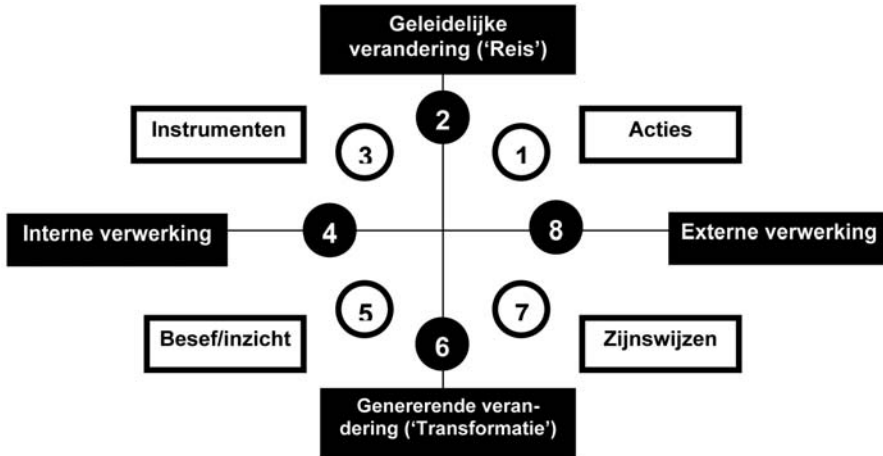 Geleidelijke
verandering (‘Reis’)
2
Instrumenten
3
1
Acties
Interne verwerking
4
8
Externe verwerking
Besef/inzicht
5
6
7
Zijnswijzen
Genererende veran-
dering (‘Transformatie’)